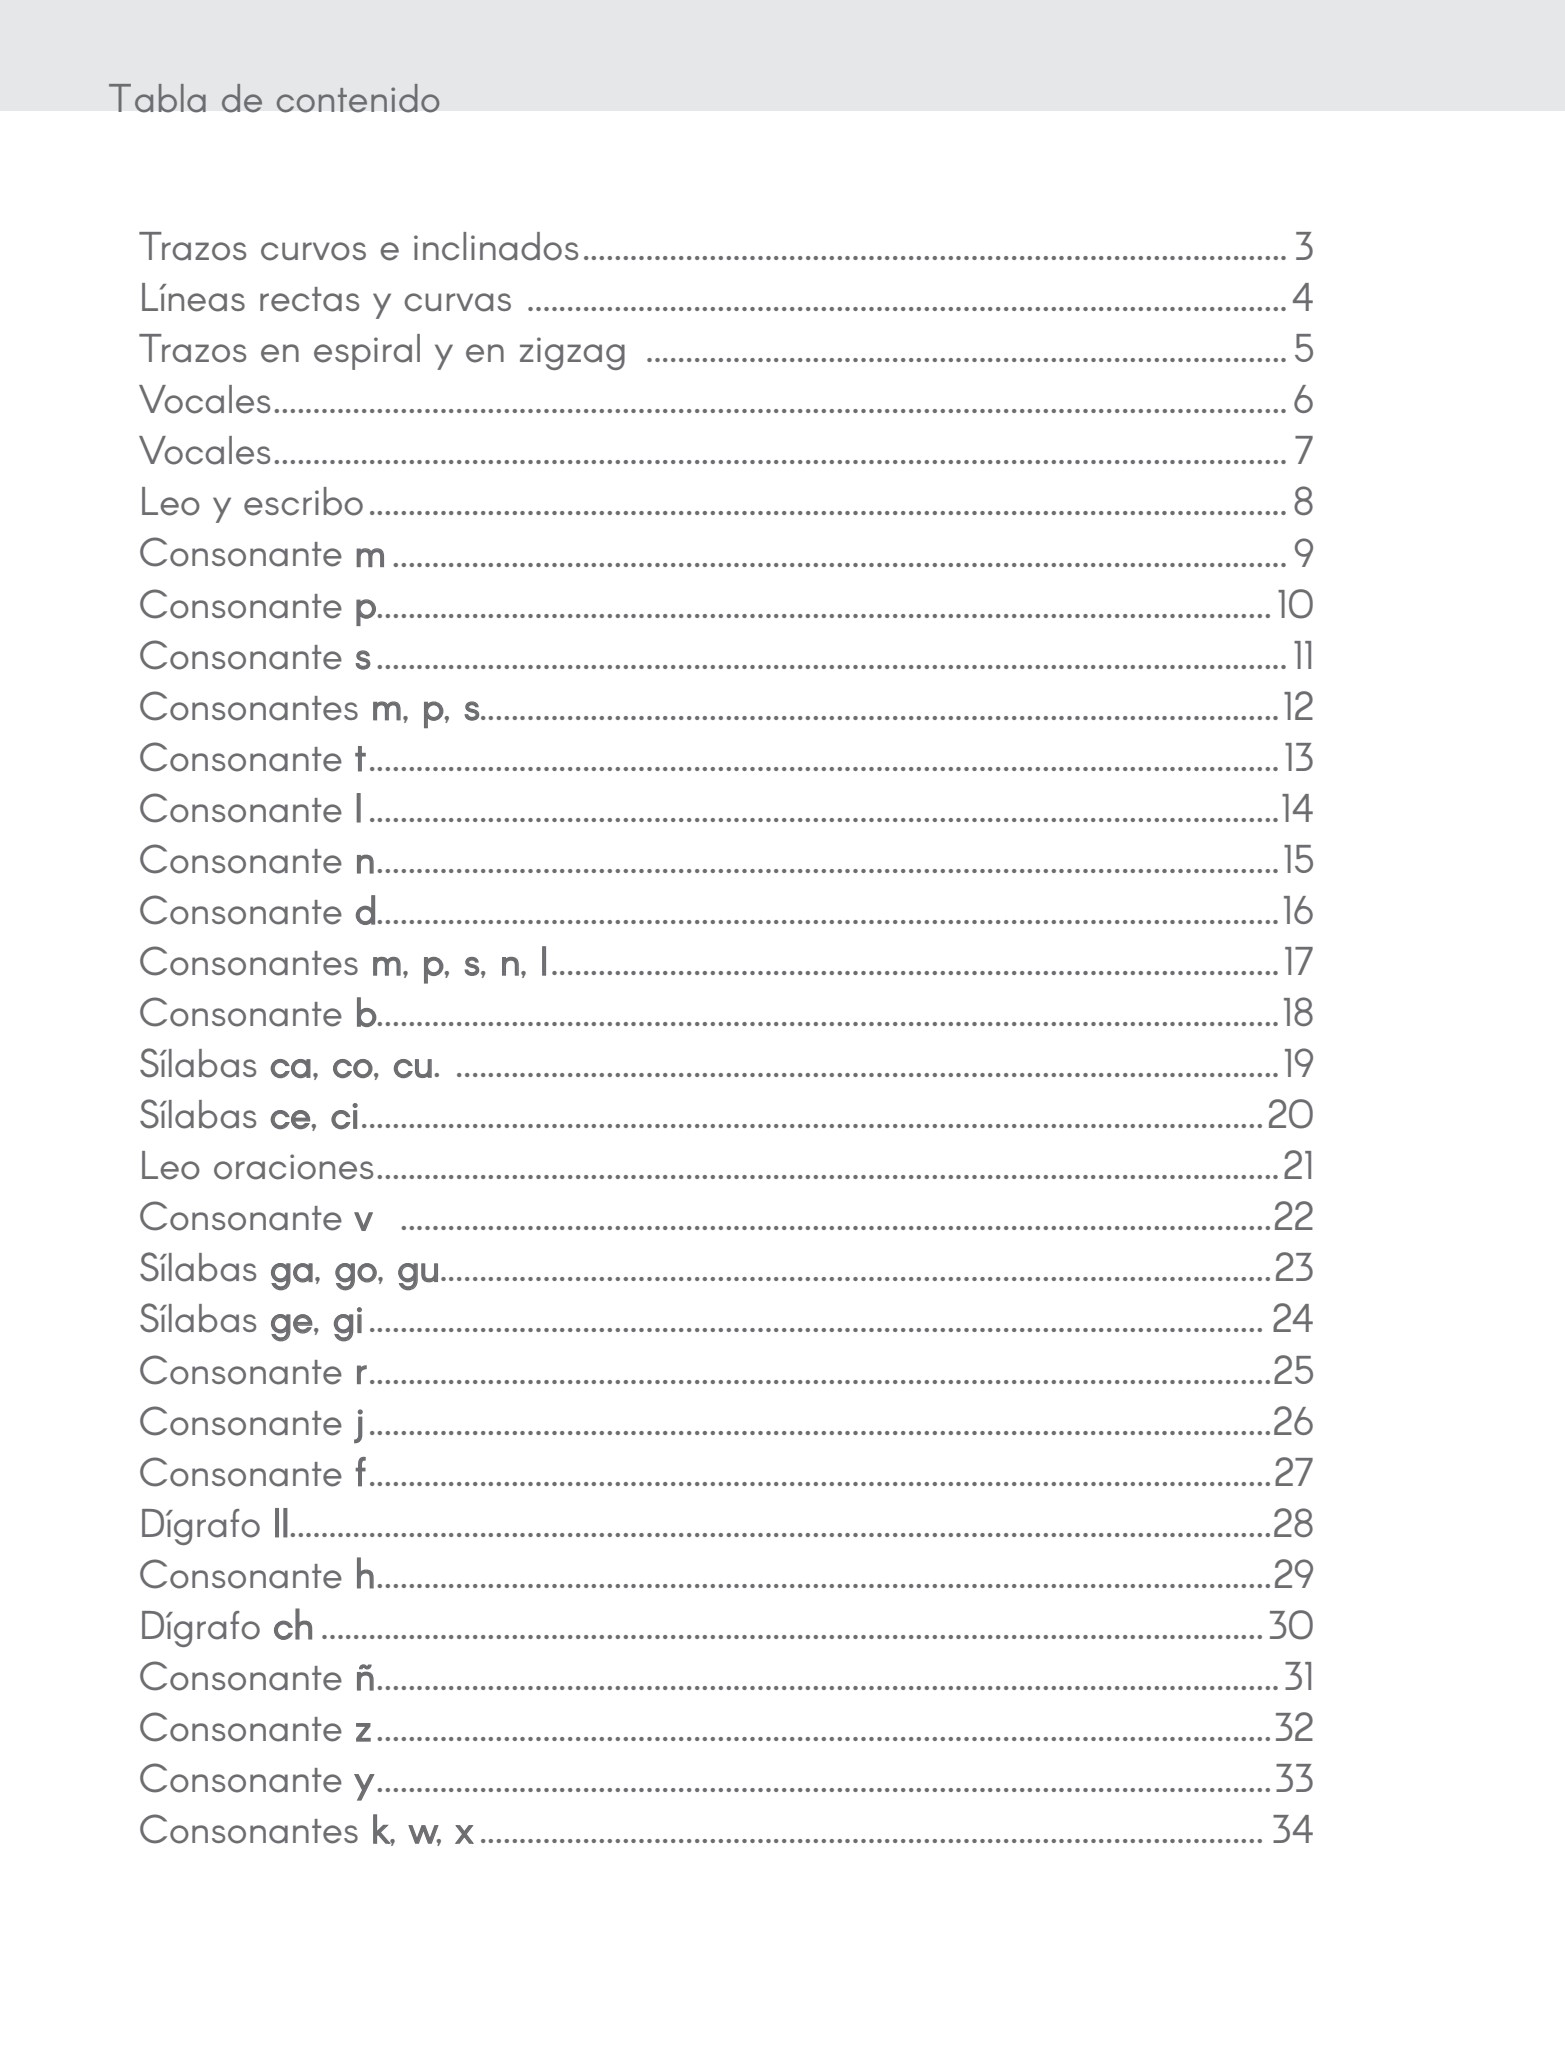 Tabla de contenido
Trazos curvos e inclinados........................................................................................ 3
Líneas rectas y curvas ............................................................................................... 4
Trazos en espiral y en zigzag ................................................................................ 5
Vocales............................................................................................................................... 6
Vocales............................................................................................................................... 7
Leo y escribo................................................................................................................... 8
Consonante m ................................................................................................................ 9
Consonante p................................................................................................................ 10
Consonante s.................................................................................................................. 11
Consonantes m, p, s....................................................................................................12
Consonante t..................................................................................................................13
Consonante l..................................................................................................................14
Consonante n.................................................................................................................15
Consonante d.................................................................................................................16
Consonantes m, p, s, n, l...........................................................................................17
Consonante b.................................................................................................................18
Sílabas ca, co, cu. .......................................................................................................19
Sílabas ce, ci.................................................................................................................20
Leo oraciones.................................................................................................................21
Consonante v .............................................................................................................22
Sílabas ga, go, gu........................................................................................................23
Sílabas ge, gi................................................................................................................ 24
Consonante r.................................................................................................................25
Consonante j.................................................................................................................26
Consonante f.................................................................................................................27
Dígrafo ll...........................................................................................................................28
Consonante h................................................................................................................29
Dígrafo ch......................................................................................................................30
Consonante ñ................................................................................................................. 31
Consonante z................................................................................................................32
Consonante y................................................................................................................33
Consonantes k, w, x.................................................................................................. 34